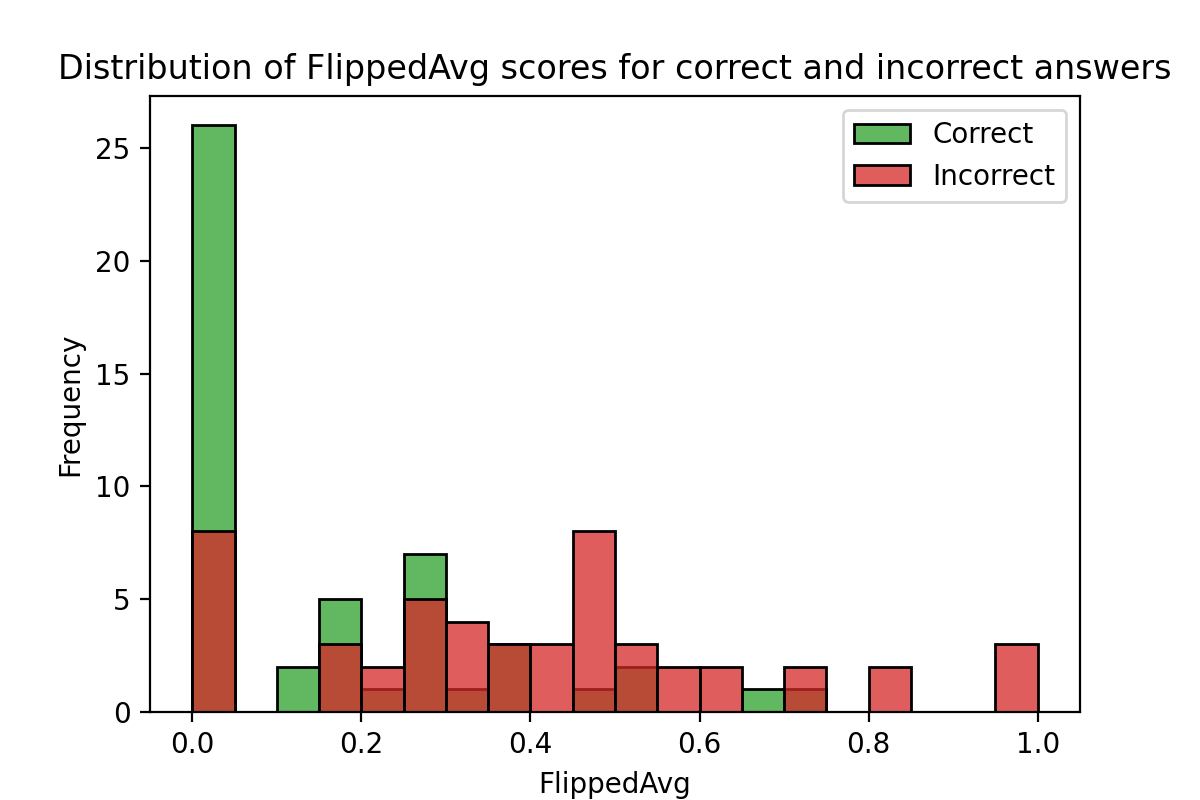 Distribution of FlippedAvg scores for correct and incorrect answers
Correct
Incorrect
25
20
15
10
5
0
Frequency
0.0 0.2 0.4 0.6 0.8 1.0
FlippedAvg